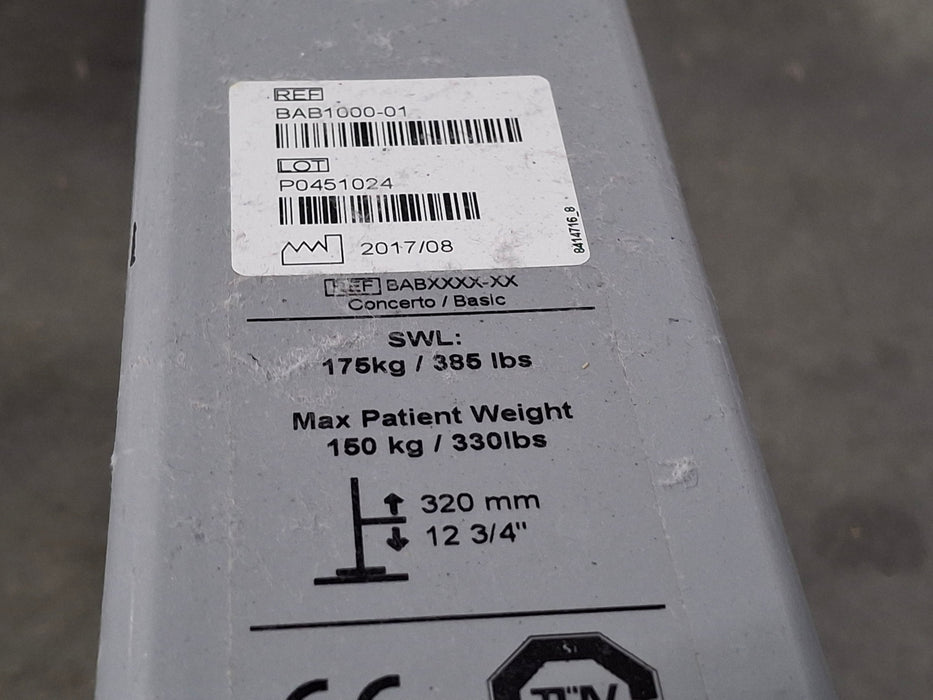 REF
BAB1000-01
LOT
P0451024
2017/08
8414716_8
REF BABXXXX-XX
Concerto / Basic
SWL:
175kg / 385 lbs
Max Patient Weight
150 kg / 330lbs
320 mm
12 3/4"
CE